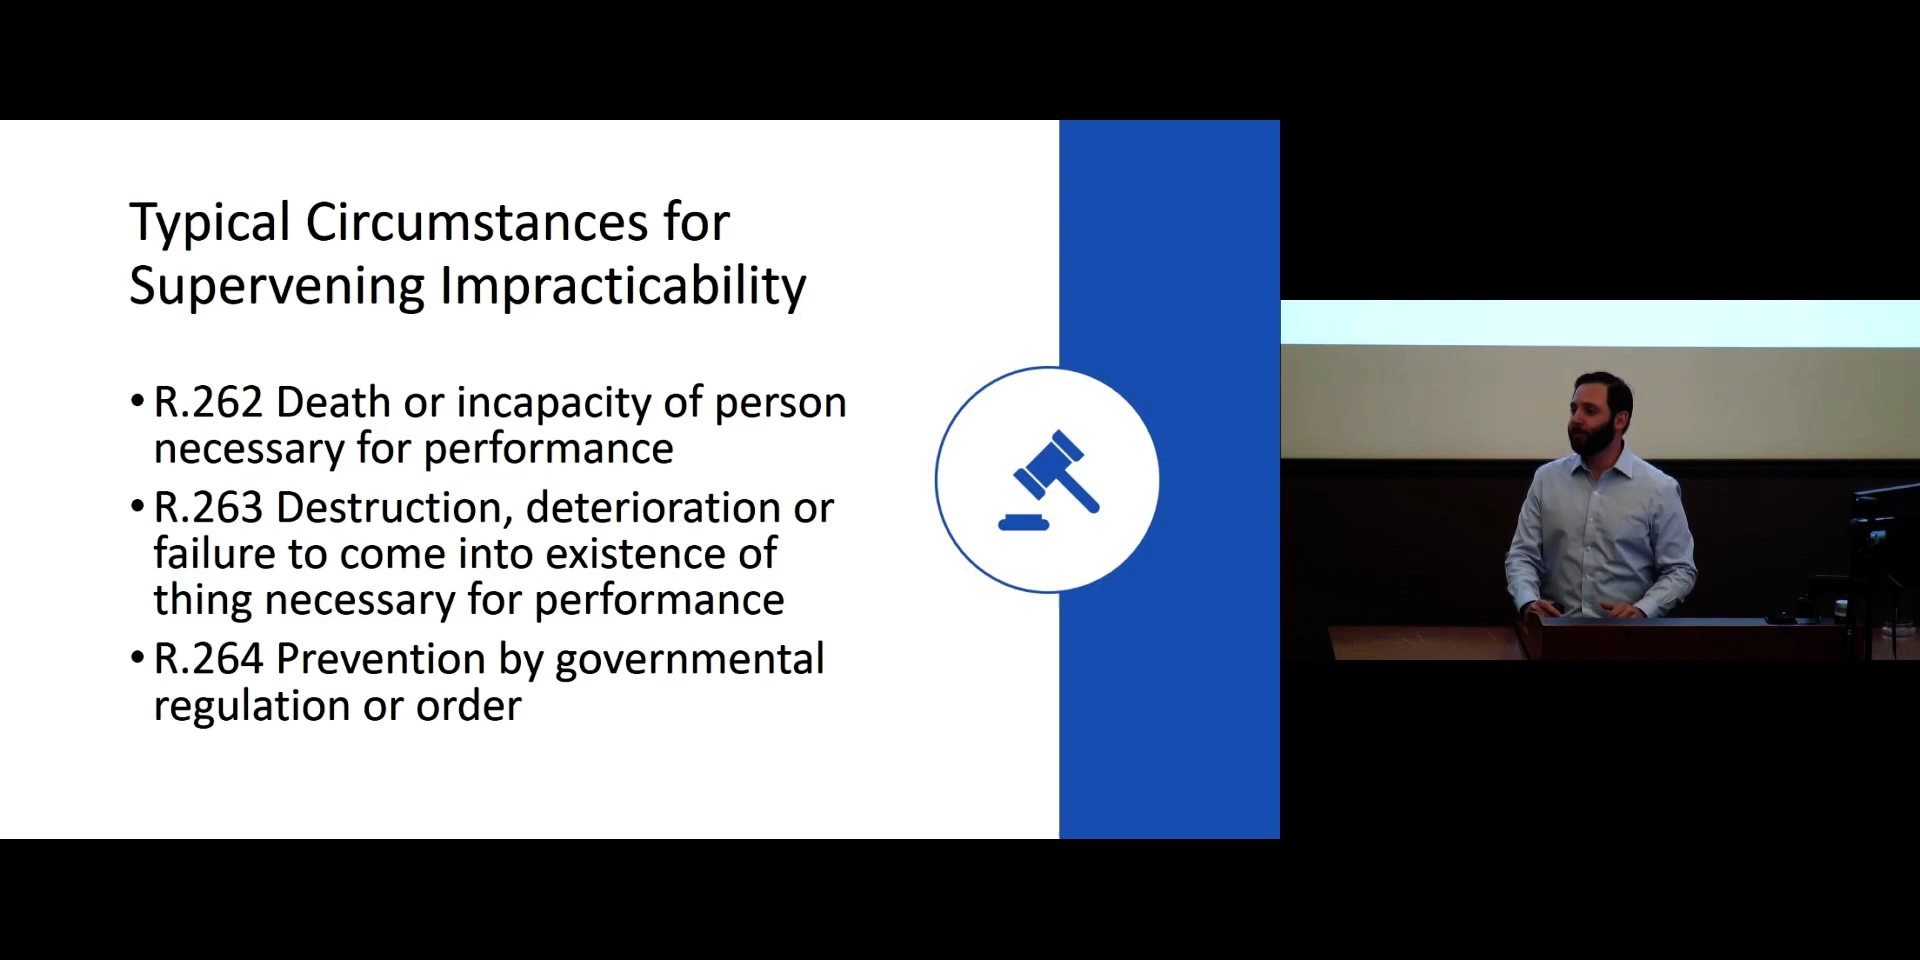 Typical Circumstances for
Supervening Impracticability
• R.262 Death or incapacity of person
necessary for performance
• R.263 Destruction, deterioration or
failure to come into existence of
thing necessary for performance
• R.264 Prevention by governmental
regulation or order